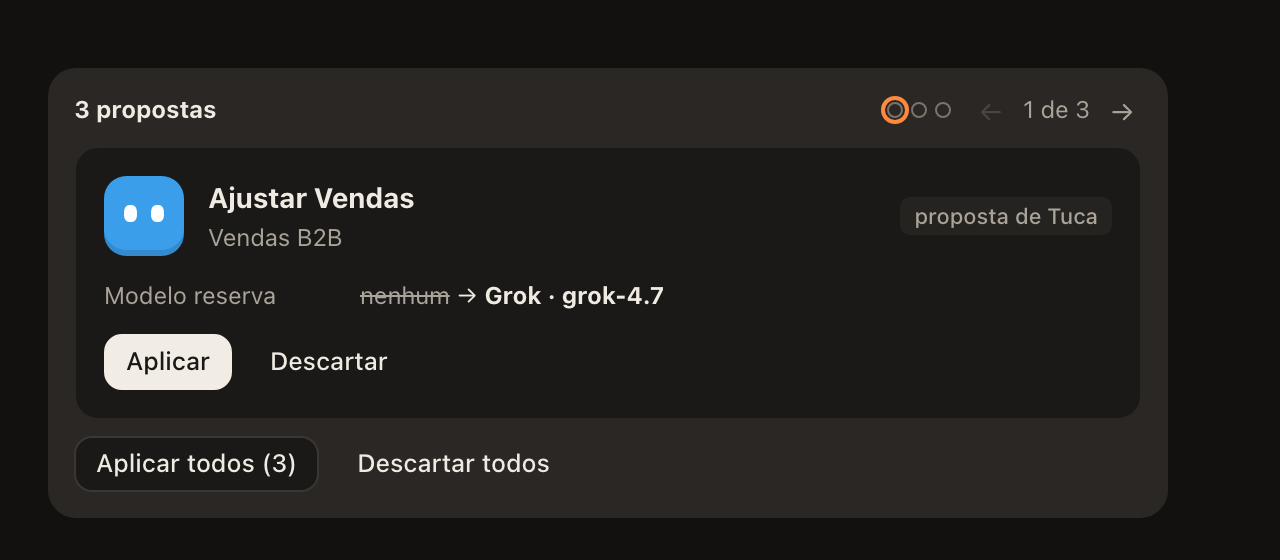 3 propostas
← 1 de 3 →
Ajustar Vendas
Vendas B2B
proposta de Tuca
Modelo reserva nenhum → Grok · grok-4.7
Aplicar Descartar
Aplicar todos (3) Descartar todos